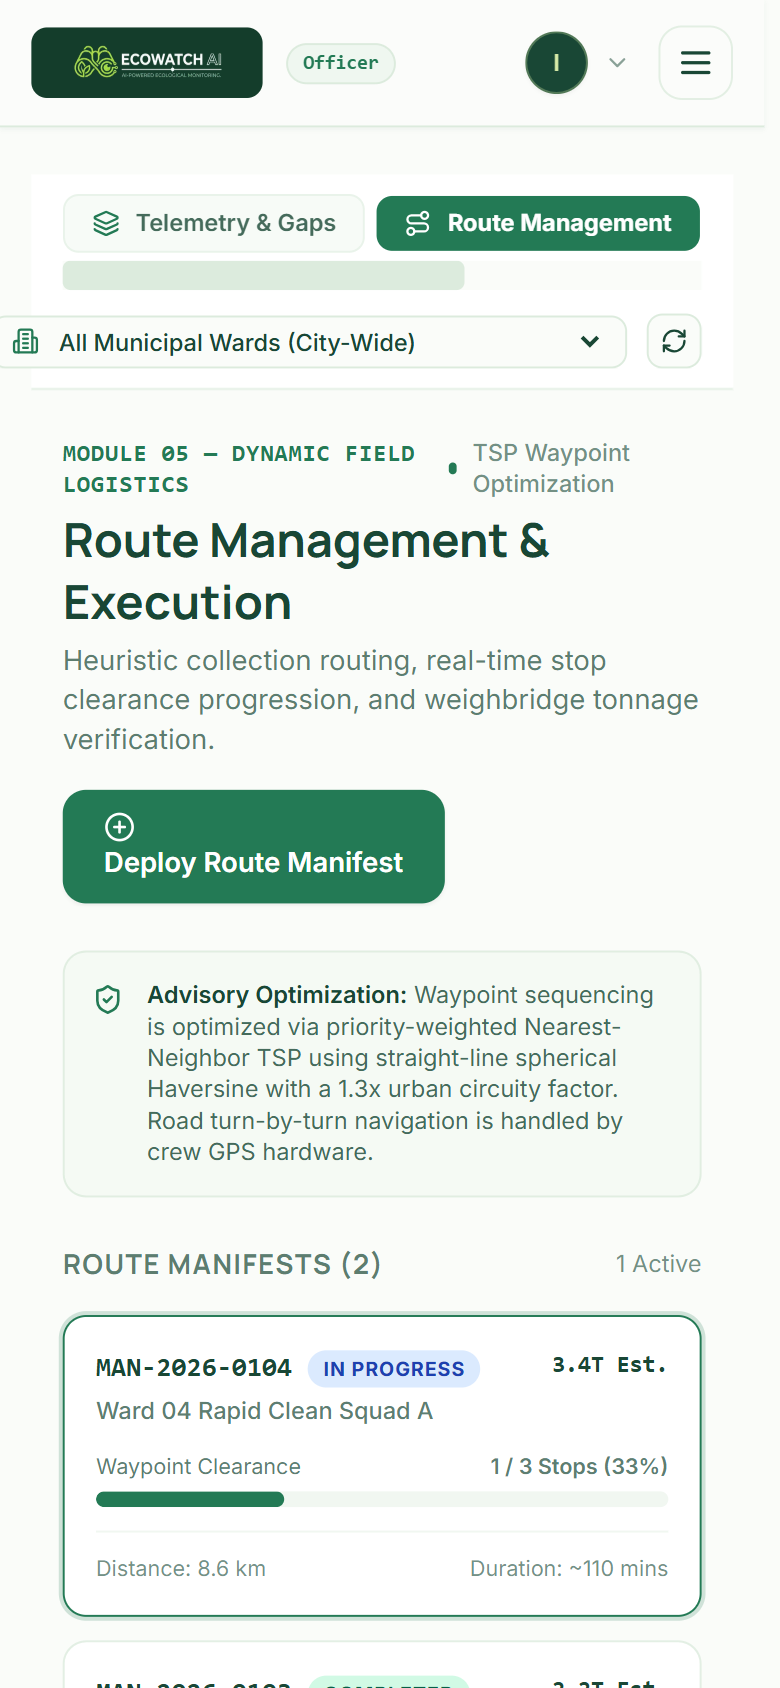 ECOWATCH AI
AI-POWERED ECOLOGICAL MONITORING
Officer
I
Telemetry & Gaps
Route Management
All Municipal Wards (City-Wide)
MODULE 05 — DYNAMIC FIELD
LOGISTICS
TSP Waypoint
Optimization
Route Management &
Execution
Heuristic collection routing, real-time stop
clearance progression, and weighbridge tonnage
verification.
Deploy Route Manifest
Advisory Optimization: Waypoint sequencing
is optimized via priority-weighted Nearest-
Neighbor TSP using straight-line spherical
Haversine with a 1.3x urban circuity factor.
Road turn-by-turn navigation is handled by
crew GPS hardware.
ROUTE MANIFESTS (2)
1 Active
MAN-2026-0104
IN PROGRESS
3.4T Est.
Ward 04 Rapid Clean Squad A
Waypoint Clearance
1 / 3 Stops (33%)
Distance: 8.6 km
Duration: ~110 mins